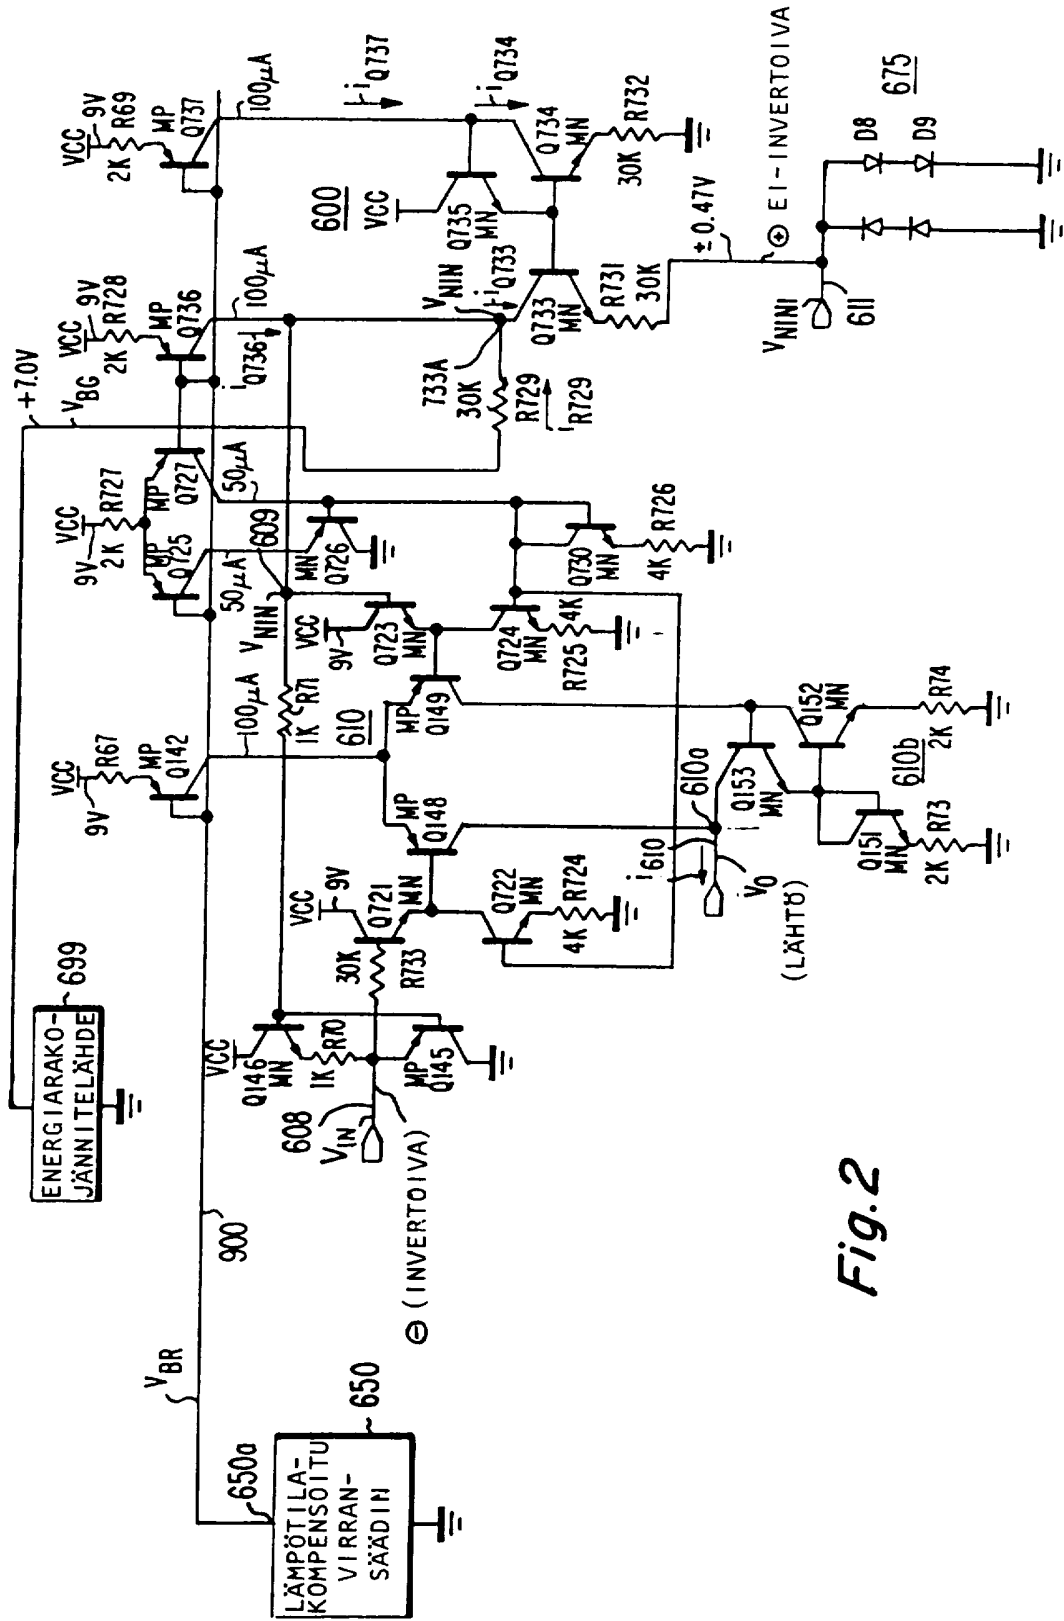 ENERGIARAKO-
JÄNNITELÄHDE
699
+7.0V
V_BG
LÄMPÖTILA-
KOMPENSOITU
VIRRAN-
SÄÄDIN
650
650a
V_BR
900
VCC
9V
R67
MP
Q142
100µA
VCC
9V
2K
R727
MP
Q725
MP
Q727
50µA
50µA
VCC
9V
2K
R728
MP
Q736
i_Q736
100µA
VCC
9V
2K
R69
MP
Q737
100µA
i_Q737
i_Q734
600
VCC
Q735
MN
Q734
MN
R732
30K
V_NIN
i_Q733
Q733
MN
R731
30K
733A
30K
R729
i_R729
±0.47V
⊕ EI-INVERTOIVA
V_NINI
611
D8
D9
675
MN
Q726
609
V_NIN
R71
1K
610
VCC
9V
Q723
MN
Q724
MN
4K
R725
Q730
MN
4K
R726
MP
Q149
MP
Q148
VCC
9V
Q721
MN
30K
R733
Q722
MN
4K
R724
VCC
Q146
MN
R70
1K
MP
Q145
608
V_IN
⊖ (INVERTOIVA)
610a
i_610
V_O
(LÄHTÖ)
Q153
MN
Q152
MN
610b
R74
2K
Q151
MN
R73
2K
Fig.2